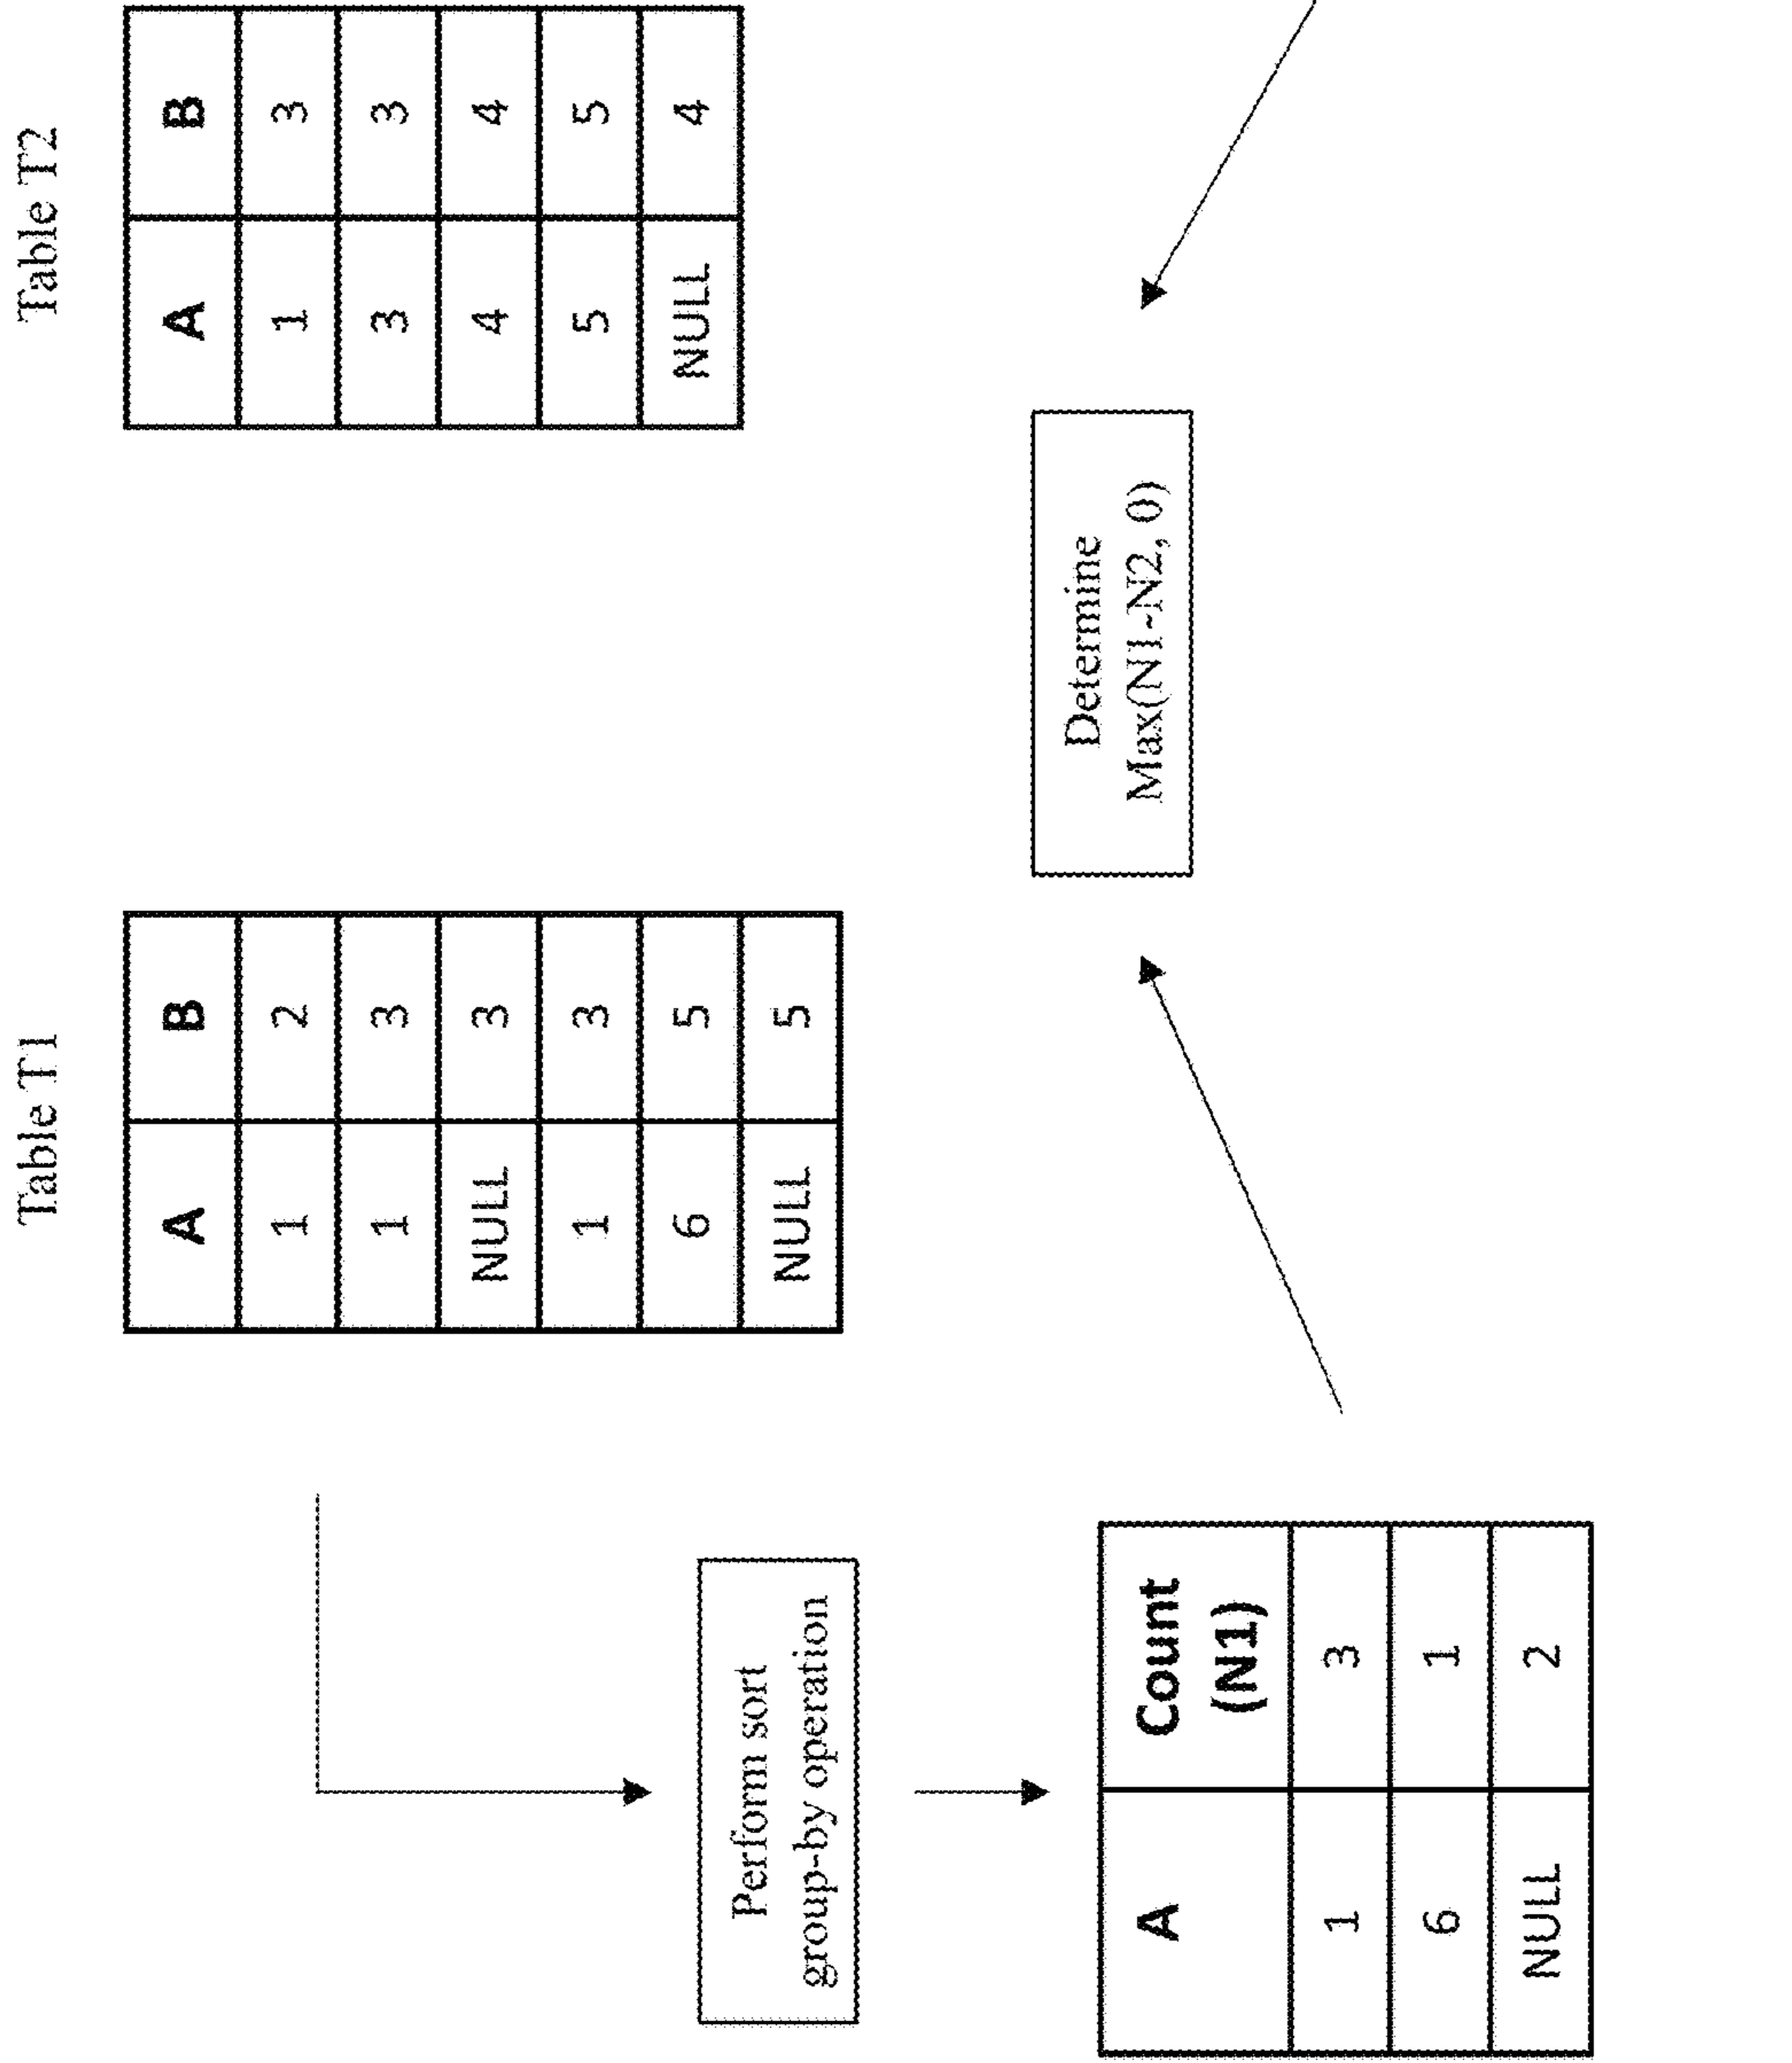 Table T1
A B
1 2
1 3
NULL 3
1 3
6 5
NULL 5
Table T2
A B
1 3
3 3
4 4
5 5
NULL 4
Perform sort
group-by operation
A Count
(N1)
1 3
6 1
NULL 2
Determine
Max(N1-N2, 0)